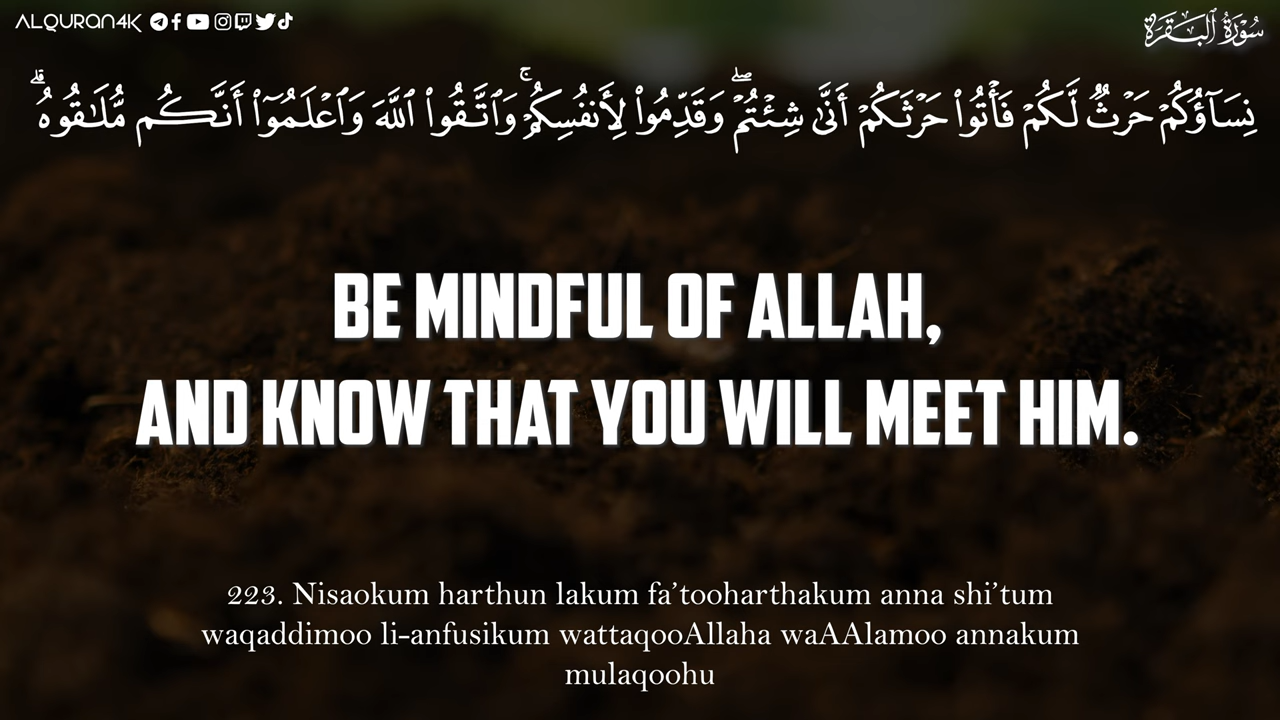 ALQURAN4K
سُورَةُ ٱلْبَقَرَةِ
نِسَآؤُكُمْ حَرْثٌ لَّكُمْ فَأْتُوا۟ حَرْثَكُمْ أَنَّىٰ شِئْتُمْ ۖ وَقَدِّمُوا۟ لِأَنفُسِكُمْ ۚ وَٱتَّقُوا۟ ٱللَّهَ وَٱعْلَمُوٓا۟ أَنَّكُم مُّلَـٰقُوهُ ۗ
BE MINDFUL OF ALLAH,
AND KNOW THAT YOU WILL MEET HIM.
223. Nisaokum harthun lakum fa’tooharthakum anna shi’tum
waqaddimoo li-anfusikum wattaqooAllaha waAAlamoo annakum
mulaqoohu